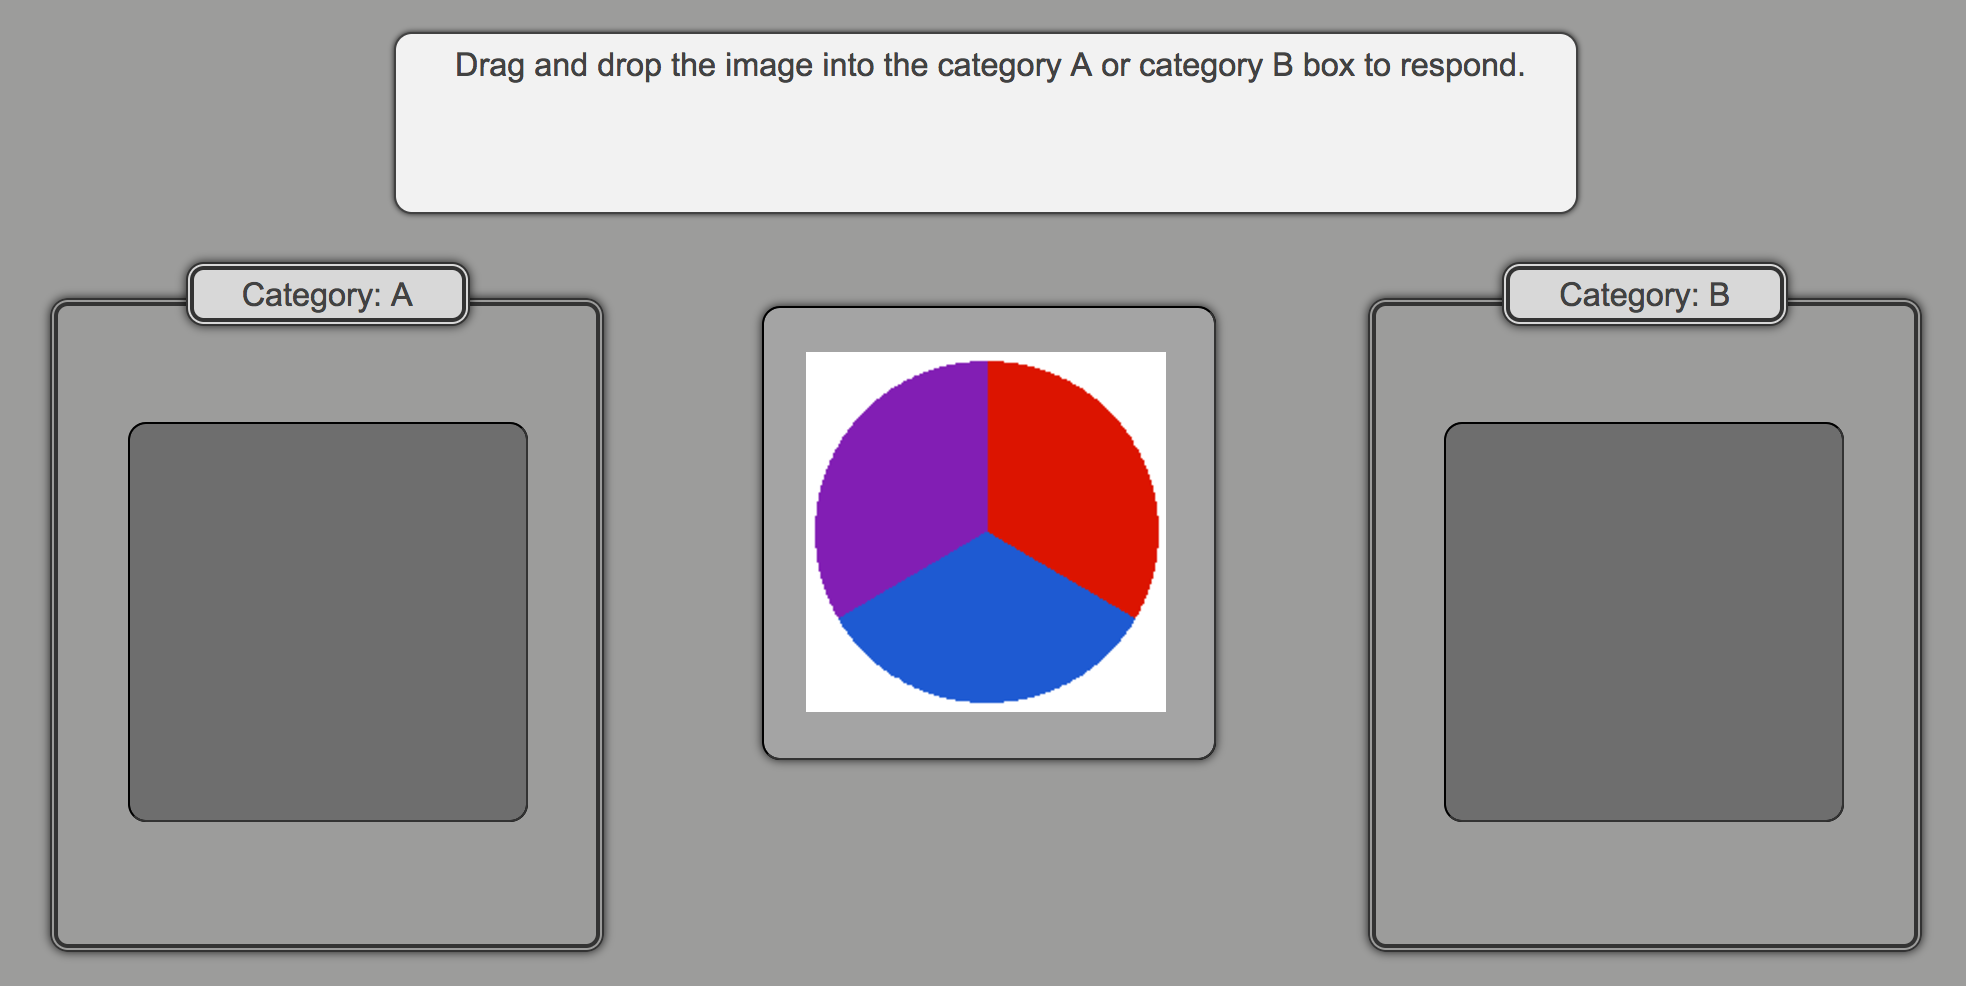 Drag and drop the image into the category A or category B box to respond.
Category: A
Category: B